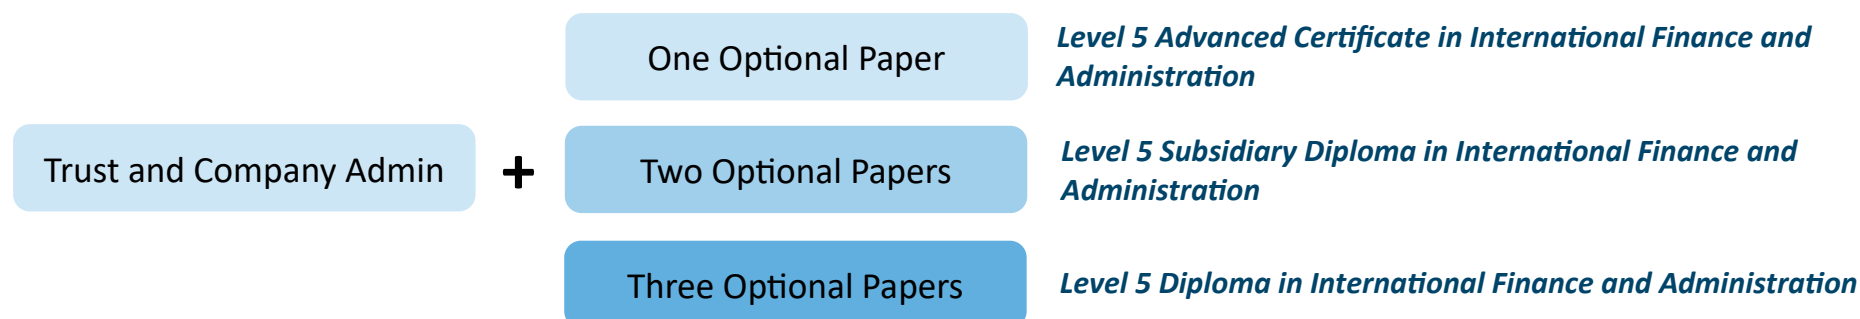 One Optional Paper
Level 5 Advanced Certificate in International Finance and
Administration
Trust and Company Admin
+
Two Optional Papers
Level 5 Subsidiary Diploma in International Finance and
Administration
Three Optional Papers
Level 5 Diploma in International Finance and Administration